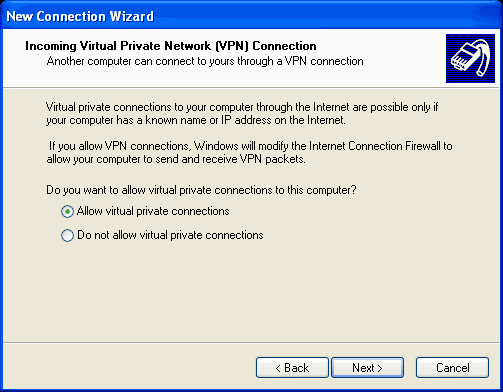 New Connection Wizard
Incoming Virtual Private Network (VPN) Connection
Another computer can connect to yours through a VPN connection
Virtual private connections to your computer through the Internet are possible only if
your computer has a known name or IP address on the Internet.
If you allow VPN connections, Windows will modify the Internet Connection Firewall to
allow your computer to send and receive VPN packets.
Do you want to allow virtual private connections to this computer?
Allow virtual private connections
Do not allow virtual private connections
< Back
Next >
Cancel